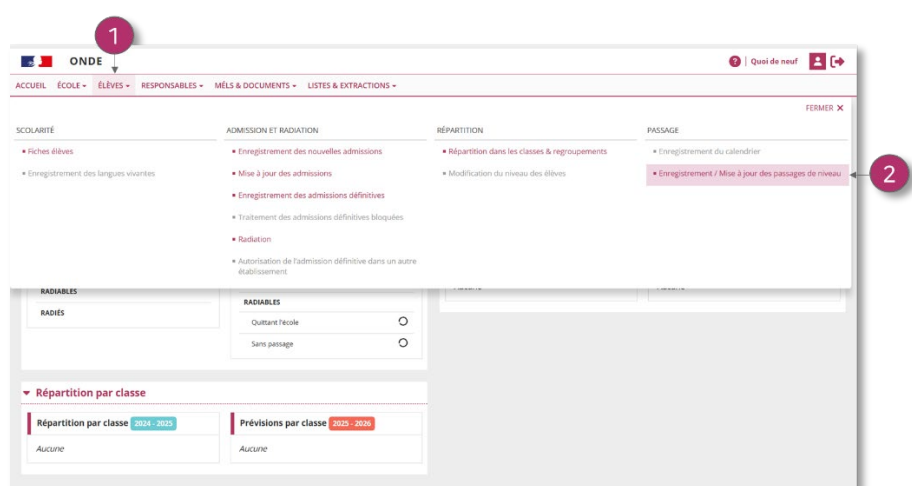 1
ONDE
? | Quoi de neuf
ACCUEIL ÉCOLE ÉLÈVES RESPONSABLES MÉLS & DOCUMENTS LISTES & EXTRACTIONS
FERMER ✕
SCOLARITÉ
Fiches élèves
Enregistrement des langues vivantes
ADMISSION ET RADIATION
Enregistrement des nouvelles admissions
Mise à jour des admissions
Enregistrement des admissions définitives
Traitement des admissions définitives bloquées
Radiation
Autorisation de l'admission définitive dans un autre
établissement
RÉPARTITION
Répartition dans les classes & regroupements
Modification du niveau des élèves
PASSAGE
Enregistrement du calendrier
Enregistrement / Mise à jour des passages de niveau
2
RADIABLES
RADIÉS
RADIABLES
Quittant l'école
Sans passage
Répartition par classe
Répartition par classe 2024 - 2025
Aucune
Prévisions par classe 2025 - 2026
Aucune